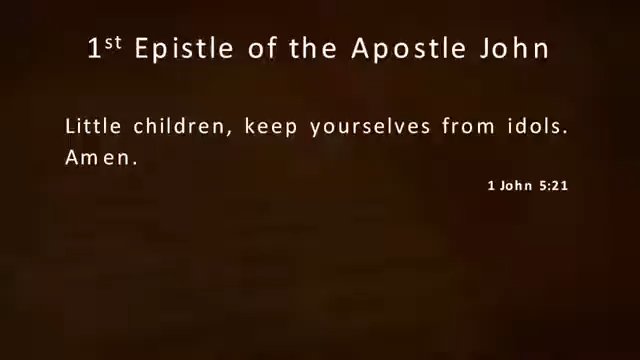 1st Epistle of the Apostle John
Little children, keep yourselves from idols.
Amen.
1 John 5:21